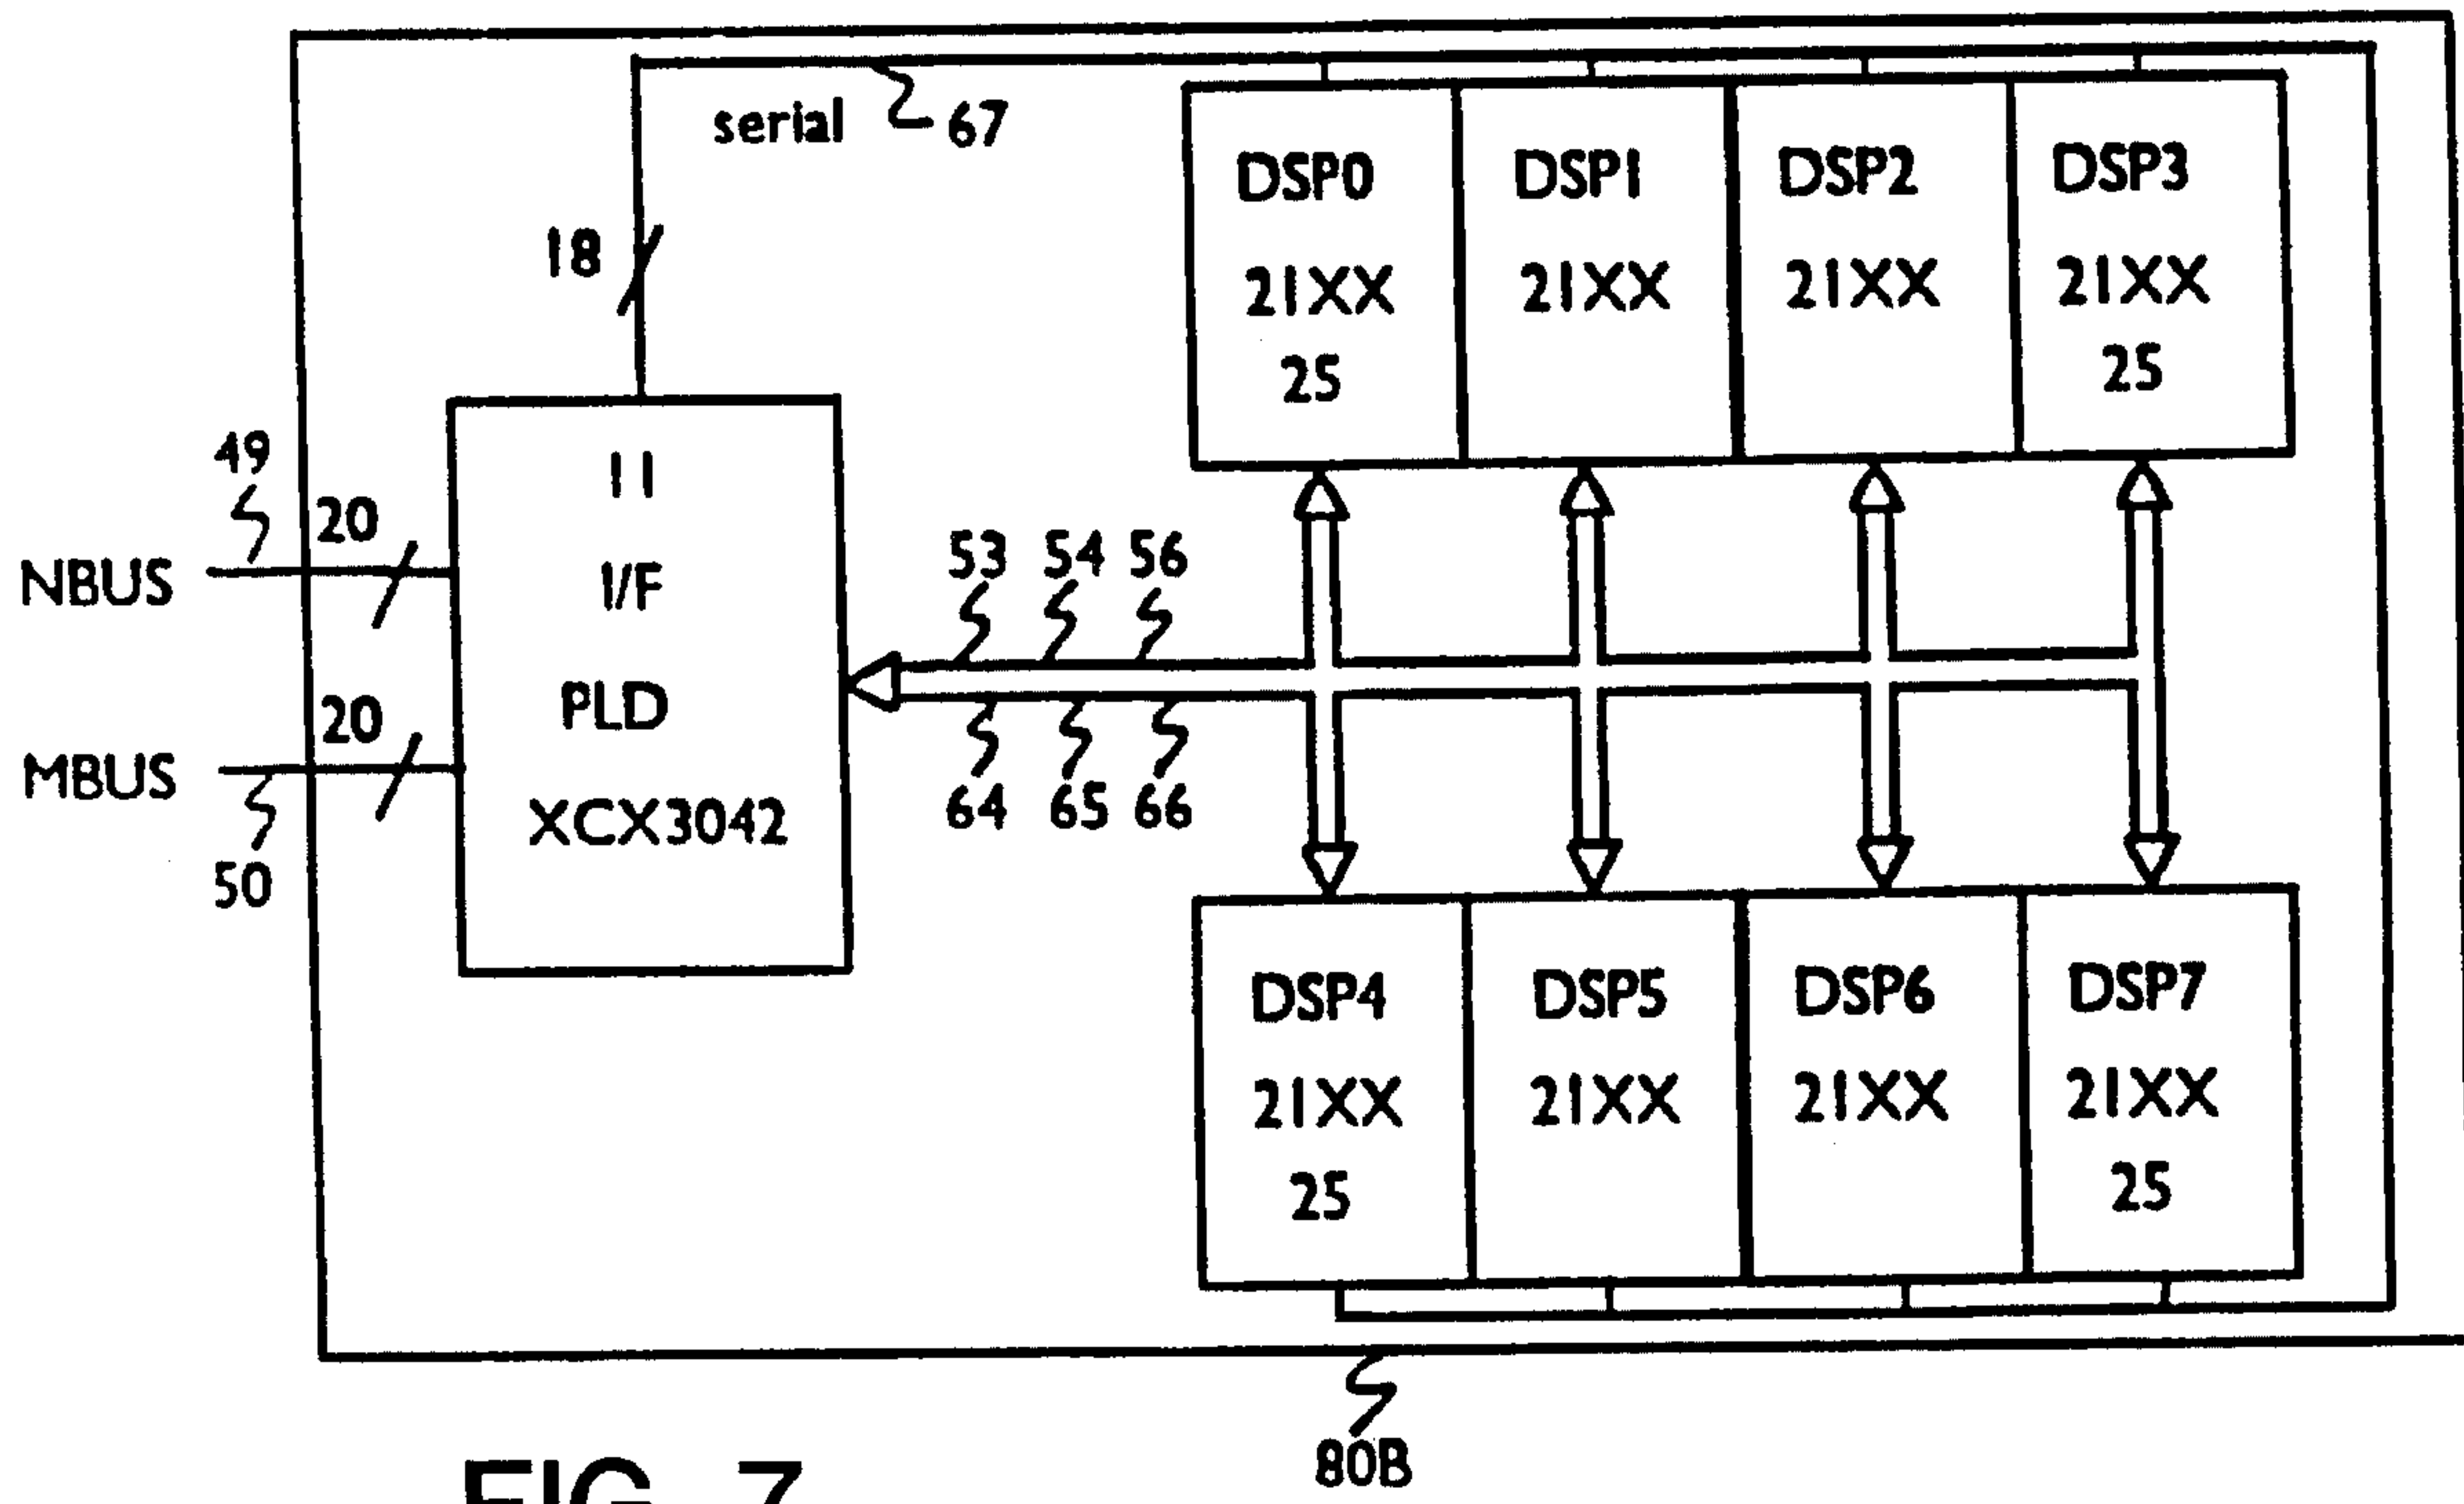 serial
67
18
DSP0
21XX
25
DSP1
21XX
DSP2
21XX
DSP3
21XX
25
49
20
NBUS
20
MBUS
50
11
I/F
PLD
XCX3042
53 54 56
64 65 66
DSP4
21XX
25
DSP5
21XX
DSP6
21XX
DSP7
21XX
25
80B
FIG. 7